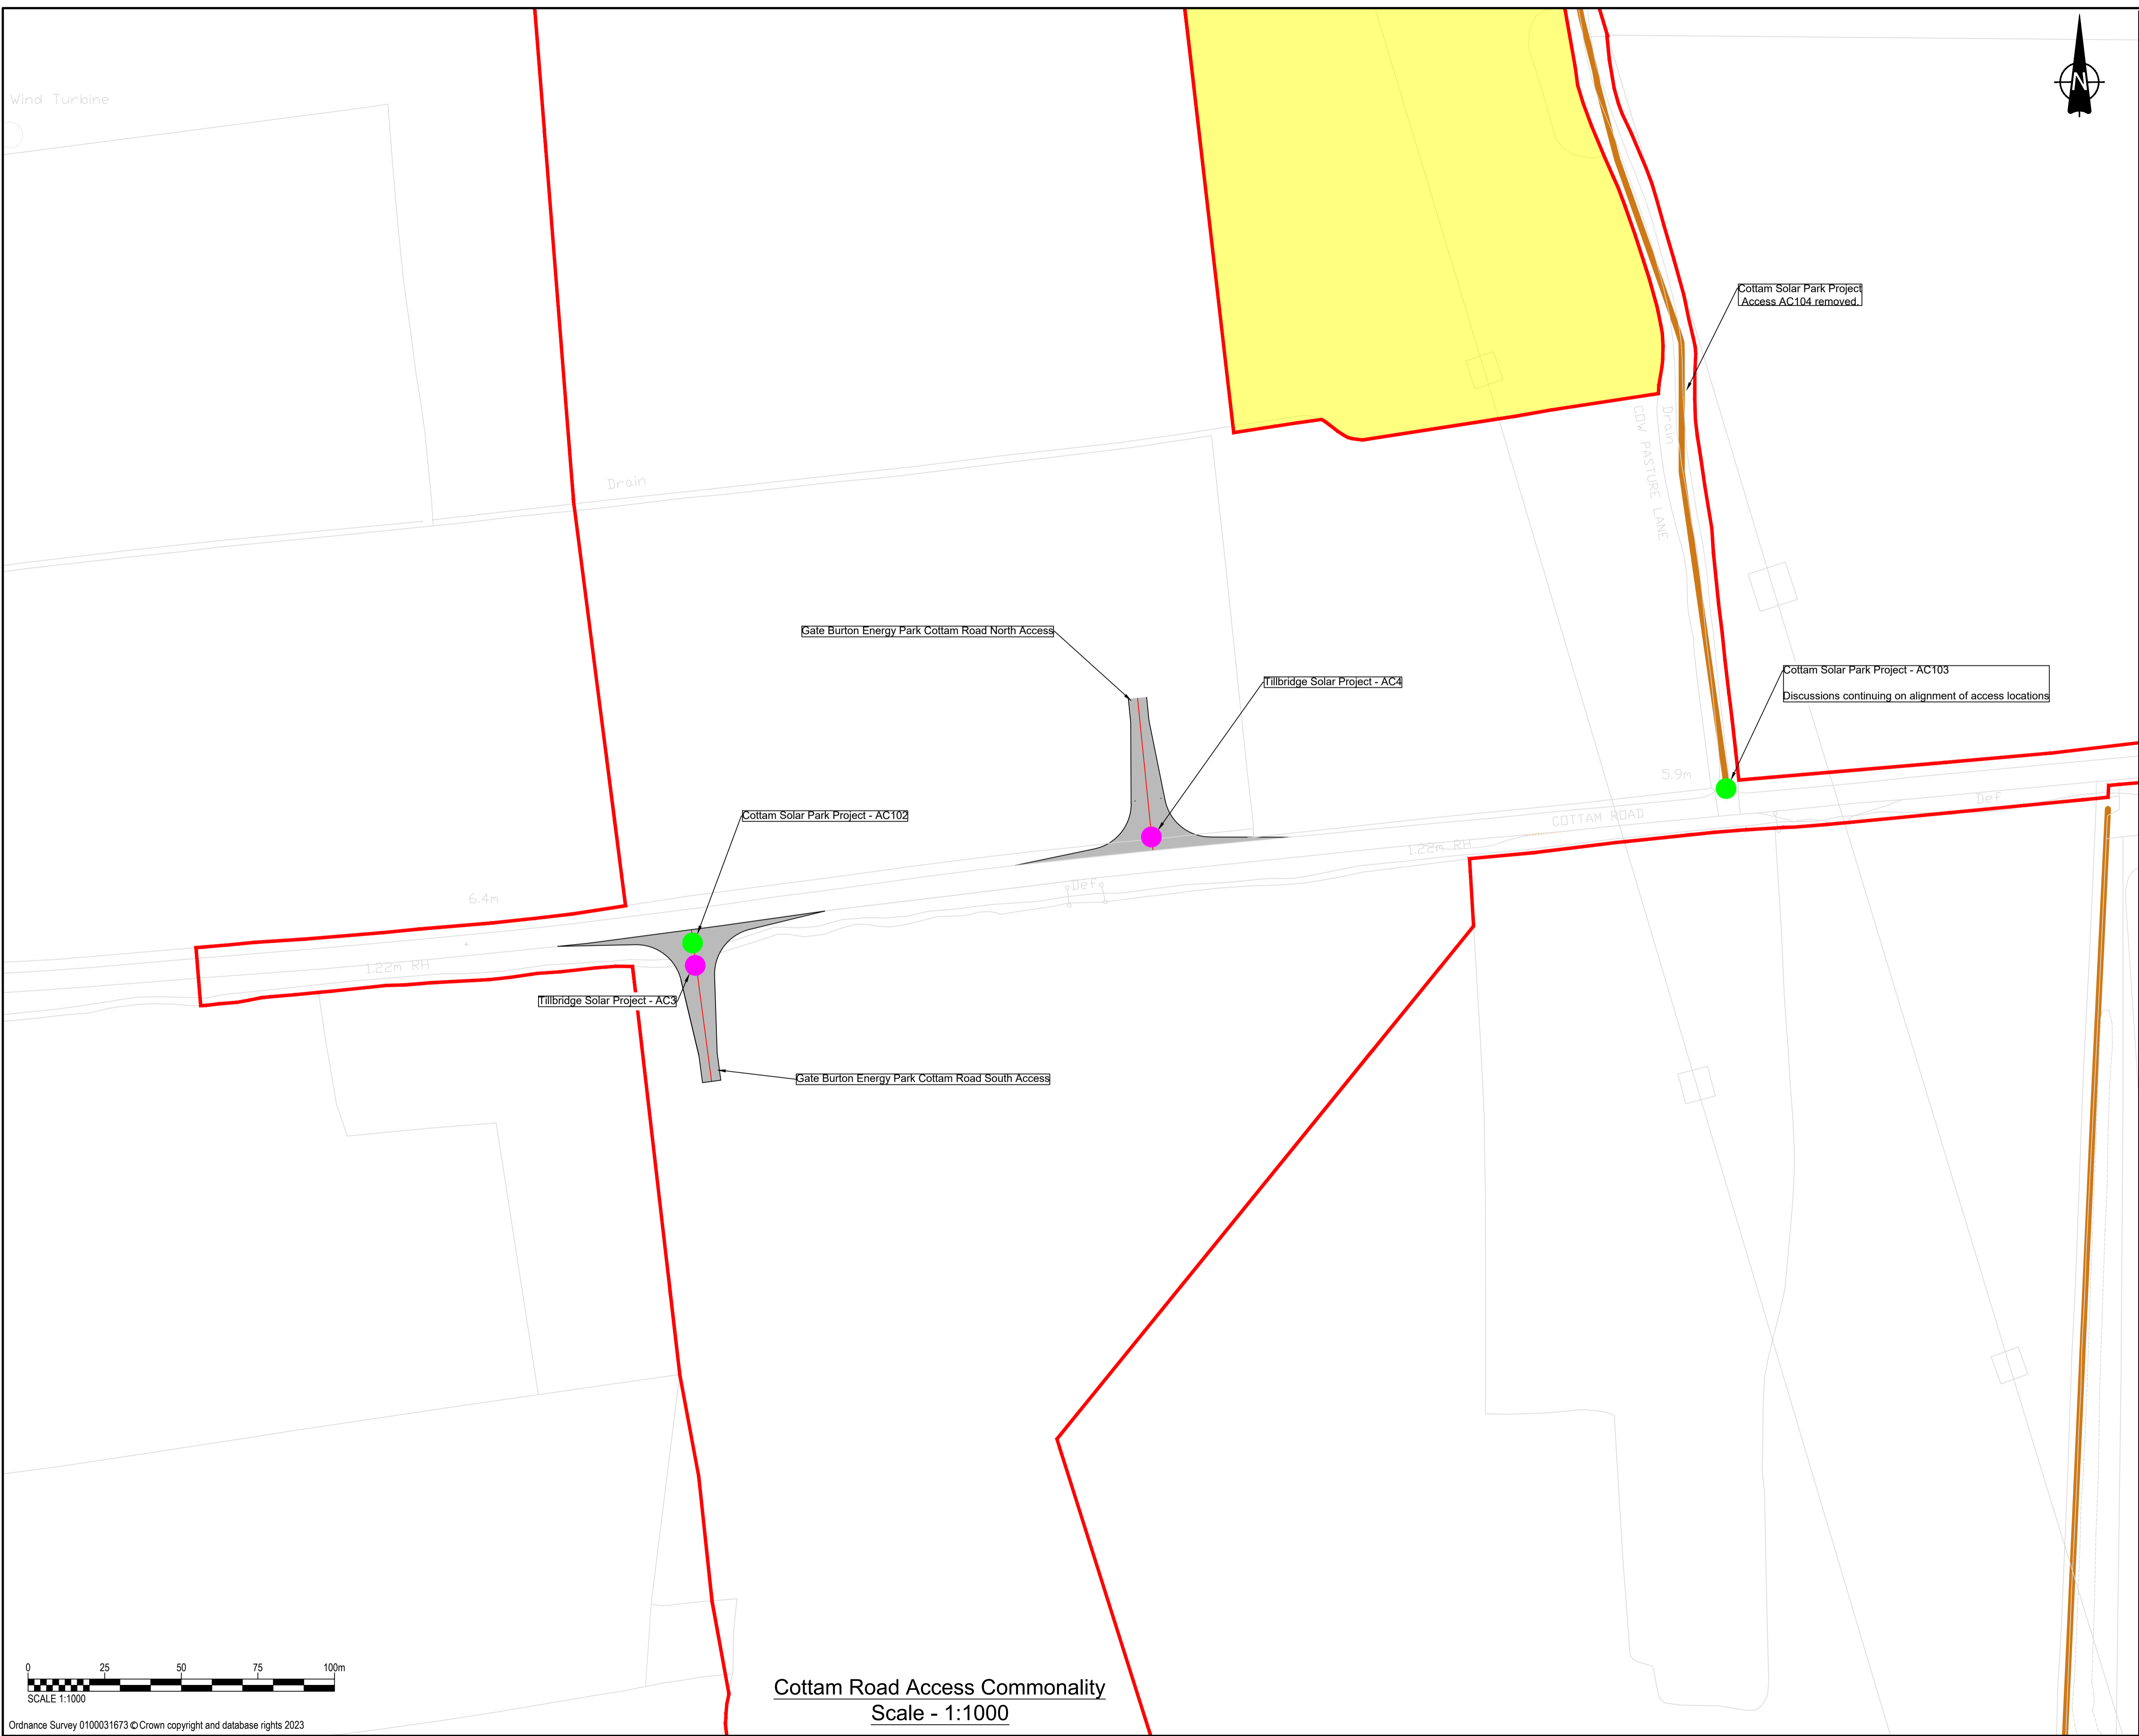 Wind Turbine
N
Cottam Solar Park Project
Access AC104 removed.
Drain
COW PASTURE LANE
Drain
Gate Burton Energy Park Cottam Road North Access
Tillbridge Solar Project - AC4
Cottam Solar Park Project - AC103
Discussions continuing on alignment of access locations
5.9m
Def
COTTAM ROAD
Cottam Solar Park Project - AC102
1.22m RH
Def
6.4m
1.22m RH
Tillbridge Solar Project - AC3
Gate Burton Energy Park Cottam Road South Access
0 25 50 75 100m
SCALE 1:1000
Cottam Road Access Commonality
Scale - 1:1000
Ordnance Survey 0100031673 © Crown copyright and database rights 2023